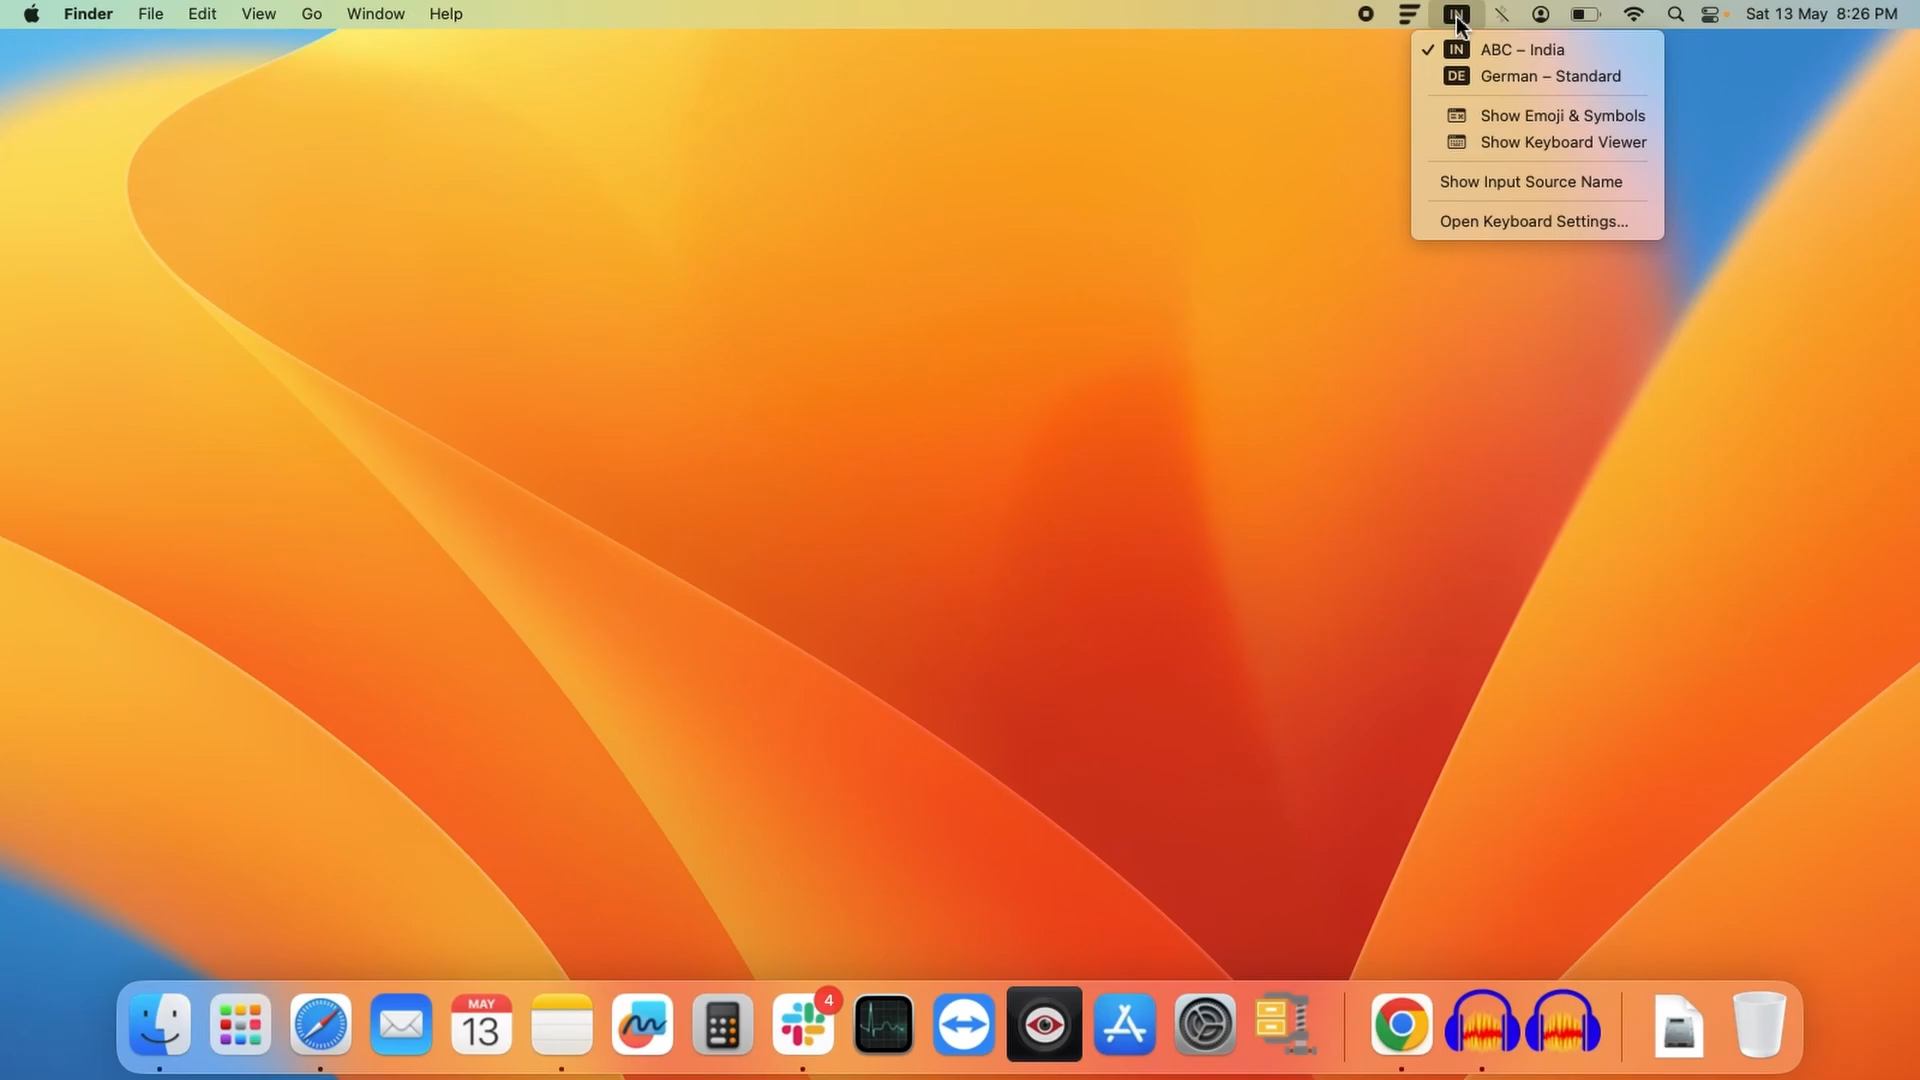 Finder File Edit View Go Window Help IN Sat 13 May 8:26 PM
✓ IN ABC – India
DE German – Standard
Show Emoji & Symbols
Show Keyboard Viewer
Show Input Source Name
Open Keyboard Settings...
4
MAY
13